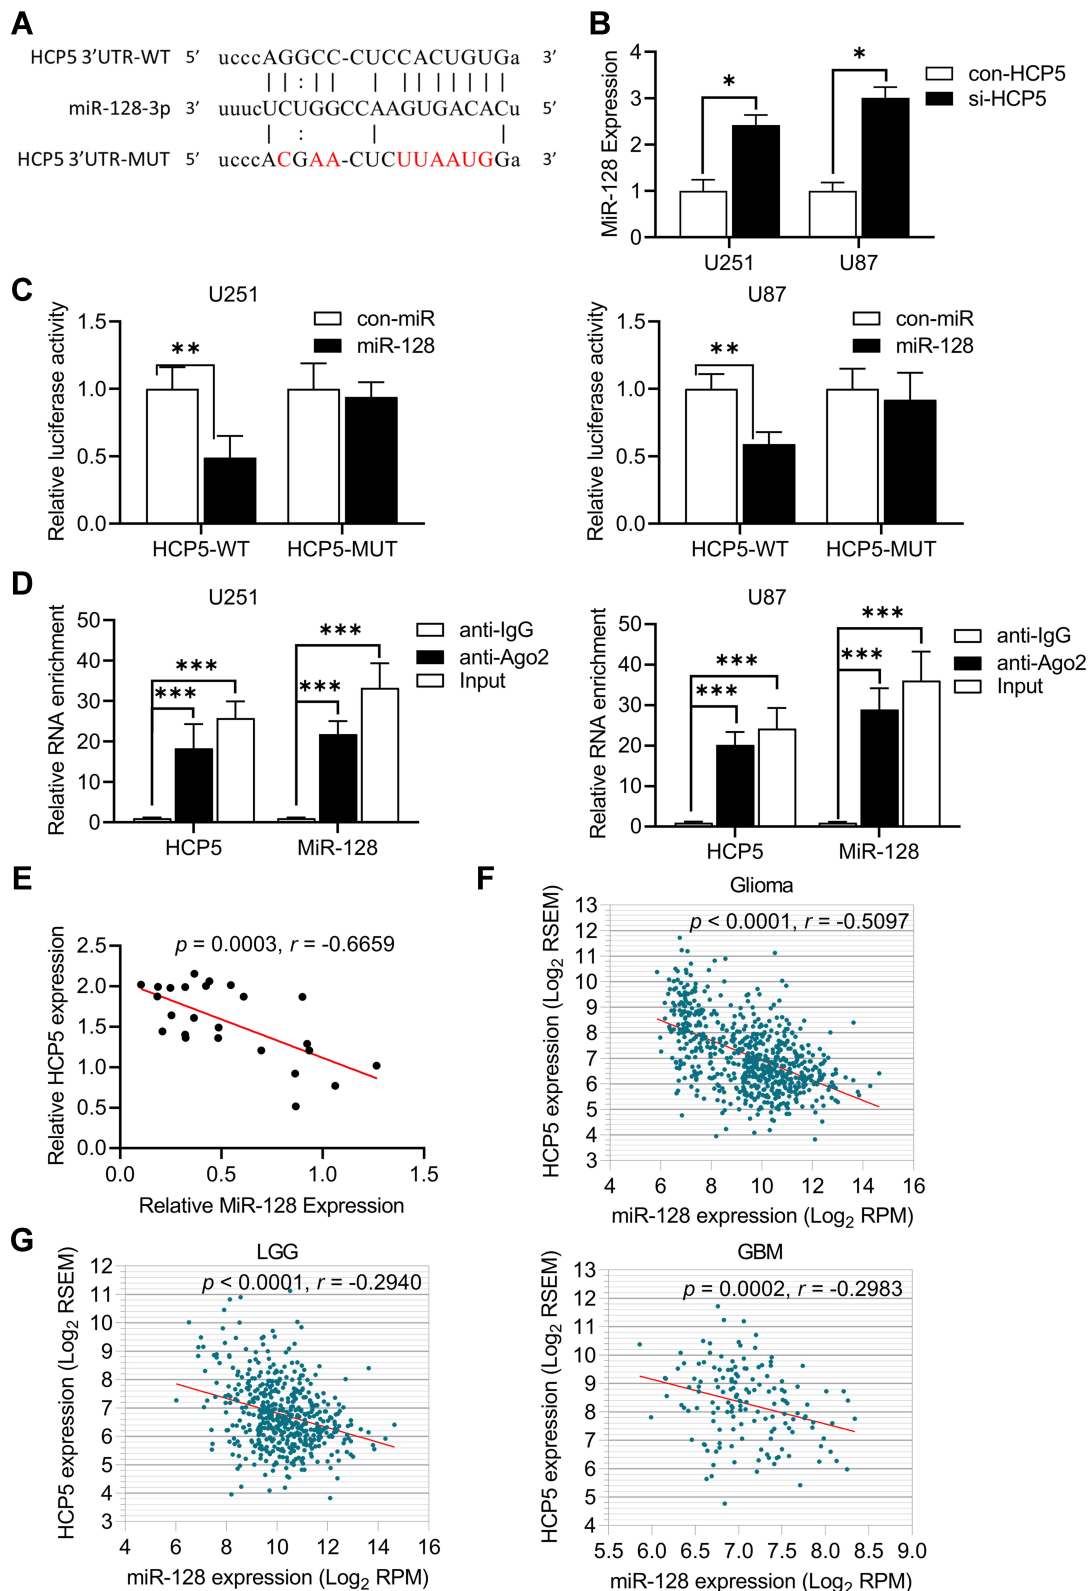 A
HCP5 3’UTR-WT 5’ ucccAGGCC-CUCCACUGUGa 3’
miR-128-3p 3’ uuucUCUGGCCAAGUGACACu 5’
HCP5 3’UTR-MUT 5’ ucccACGAA-CUCUUAAUGGa 3’
B
MiR-128 Expression
4
3
2
1
0
*
*
con-HCP5
si-HCP5
U251
U87
C
U251
Relative luciferase activity
1.5
1.0
0.5
0.0
**
con-miR
miR-128
HCP5-WT
HCP5-MUT
U87
Relative luciferase activity
1.5
1.0
0.5
0.0
**
con-miR
miR-128
HCP5-WT
HCP5-MUT
D
U251
Relative RNA enrichment
50
40
30
20
10
0
***
***
***
***
anti-IgG
anti-Ago2
Input
HCP5
MiR-128
U87
Relative RNA enrichment
50
40
30
20
10
0
***
***
***
***
anti-IgG
anti-Ago2
Input
HCP5
MiR-128
E
p = 0.0003, r = -0.6659
Relative HCP5 expression
2.5
2.0
1.5
1.0
0.5
0.0
0.0 0.5 1.0 1.5
Relative MiR-128 Expression
F
Glioma
p < 0.0001, r = -0.5097
HCP5 expression (Log2 RSEM)
13
12
11
10
9
8
7
6
5
4
3
4 6 8 10 12 14 16
miR-128 expression (Log2 RPM)
G
LGG
p < 0.0001, r = -0.2940
HCP5 expression (Log2 RSEM)
12
11
10
9
8
7
6
5
4
3
4 6 8 10 12 14 16
miR-128 expression (Log2 RPM)
GBM
p = 0.0002, r = -0.2983
HCP5 expression (Log2 RSEM)
13
12
11
10
9
8
7
6
5
4
5.5 6.0 6.5 7.0 7.5 8.0 8.5 9.0
miR-128 expression (Log2 RPM)